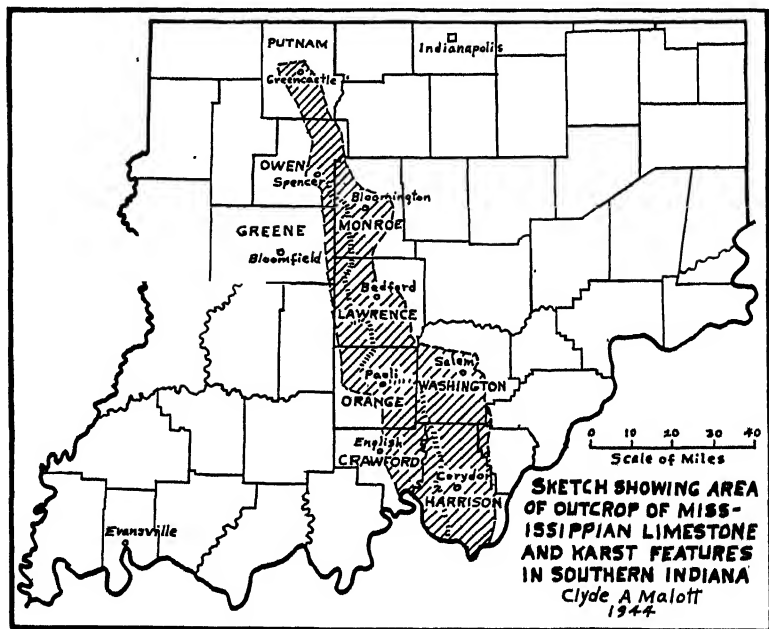 PUTNAM
Indianapolis
Greencastle
OWEN
Spencer
Bloomington
GREENE
MONROE
Bloomfield
Bedford
LAWRENCE
Salem
Paoli
WASHINGTON
ORANGE
English
CRAWFORD
0 10 20 30 40
Scale of Miles
Corydon
HARRISON
Evansville
SKETCH SHOWING AREA
OF OUTCROP OF MISS-
ISSIPPIAN LIMESTONE
AND KARST FEATURES
IN SOUTHERN INDIANA
Clyde A Malott
1944